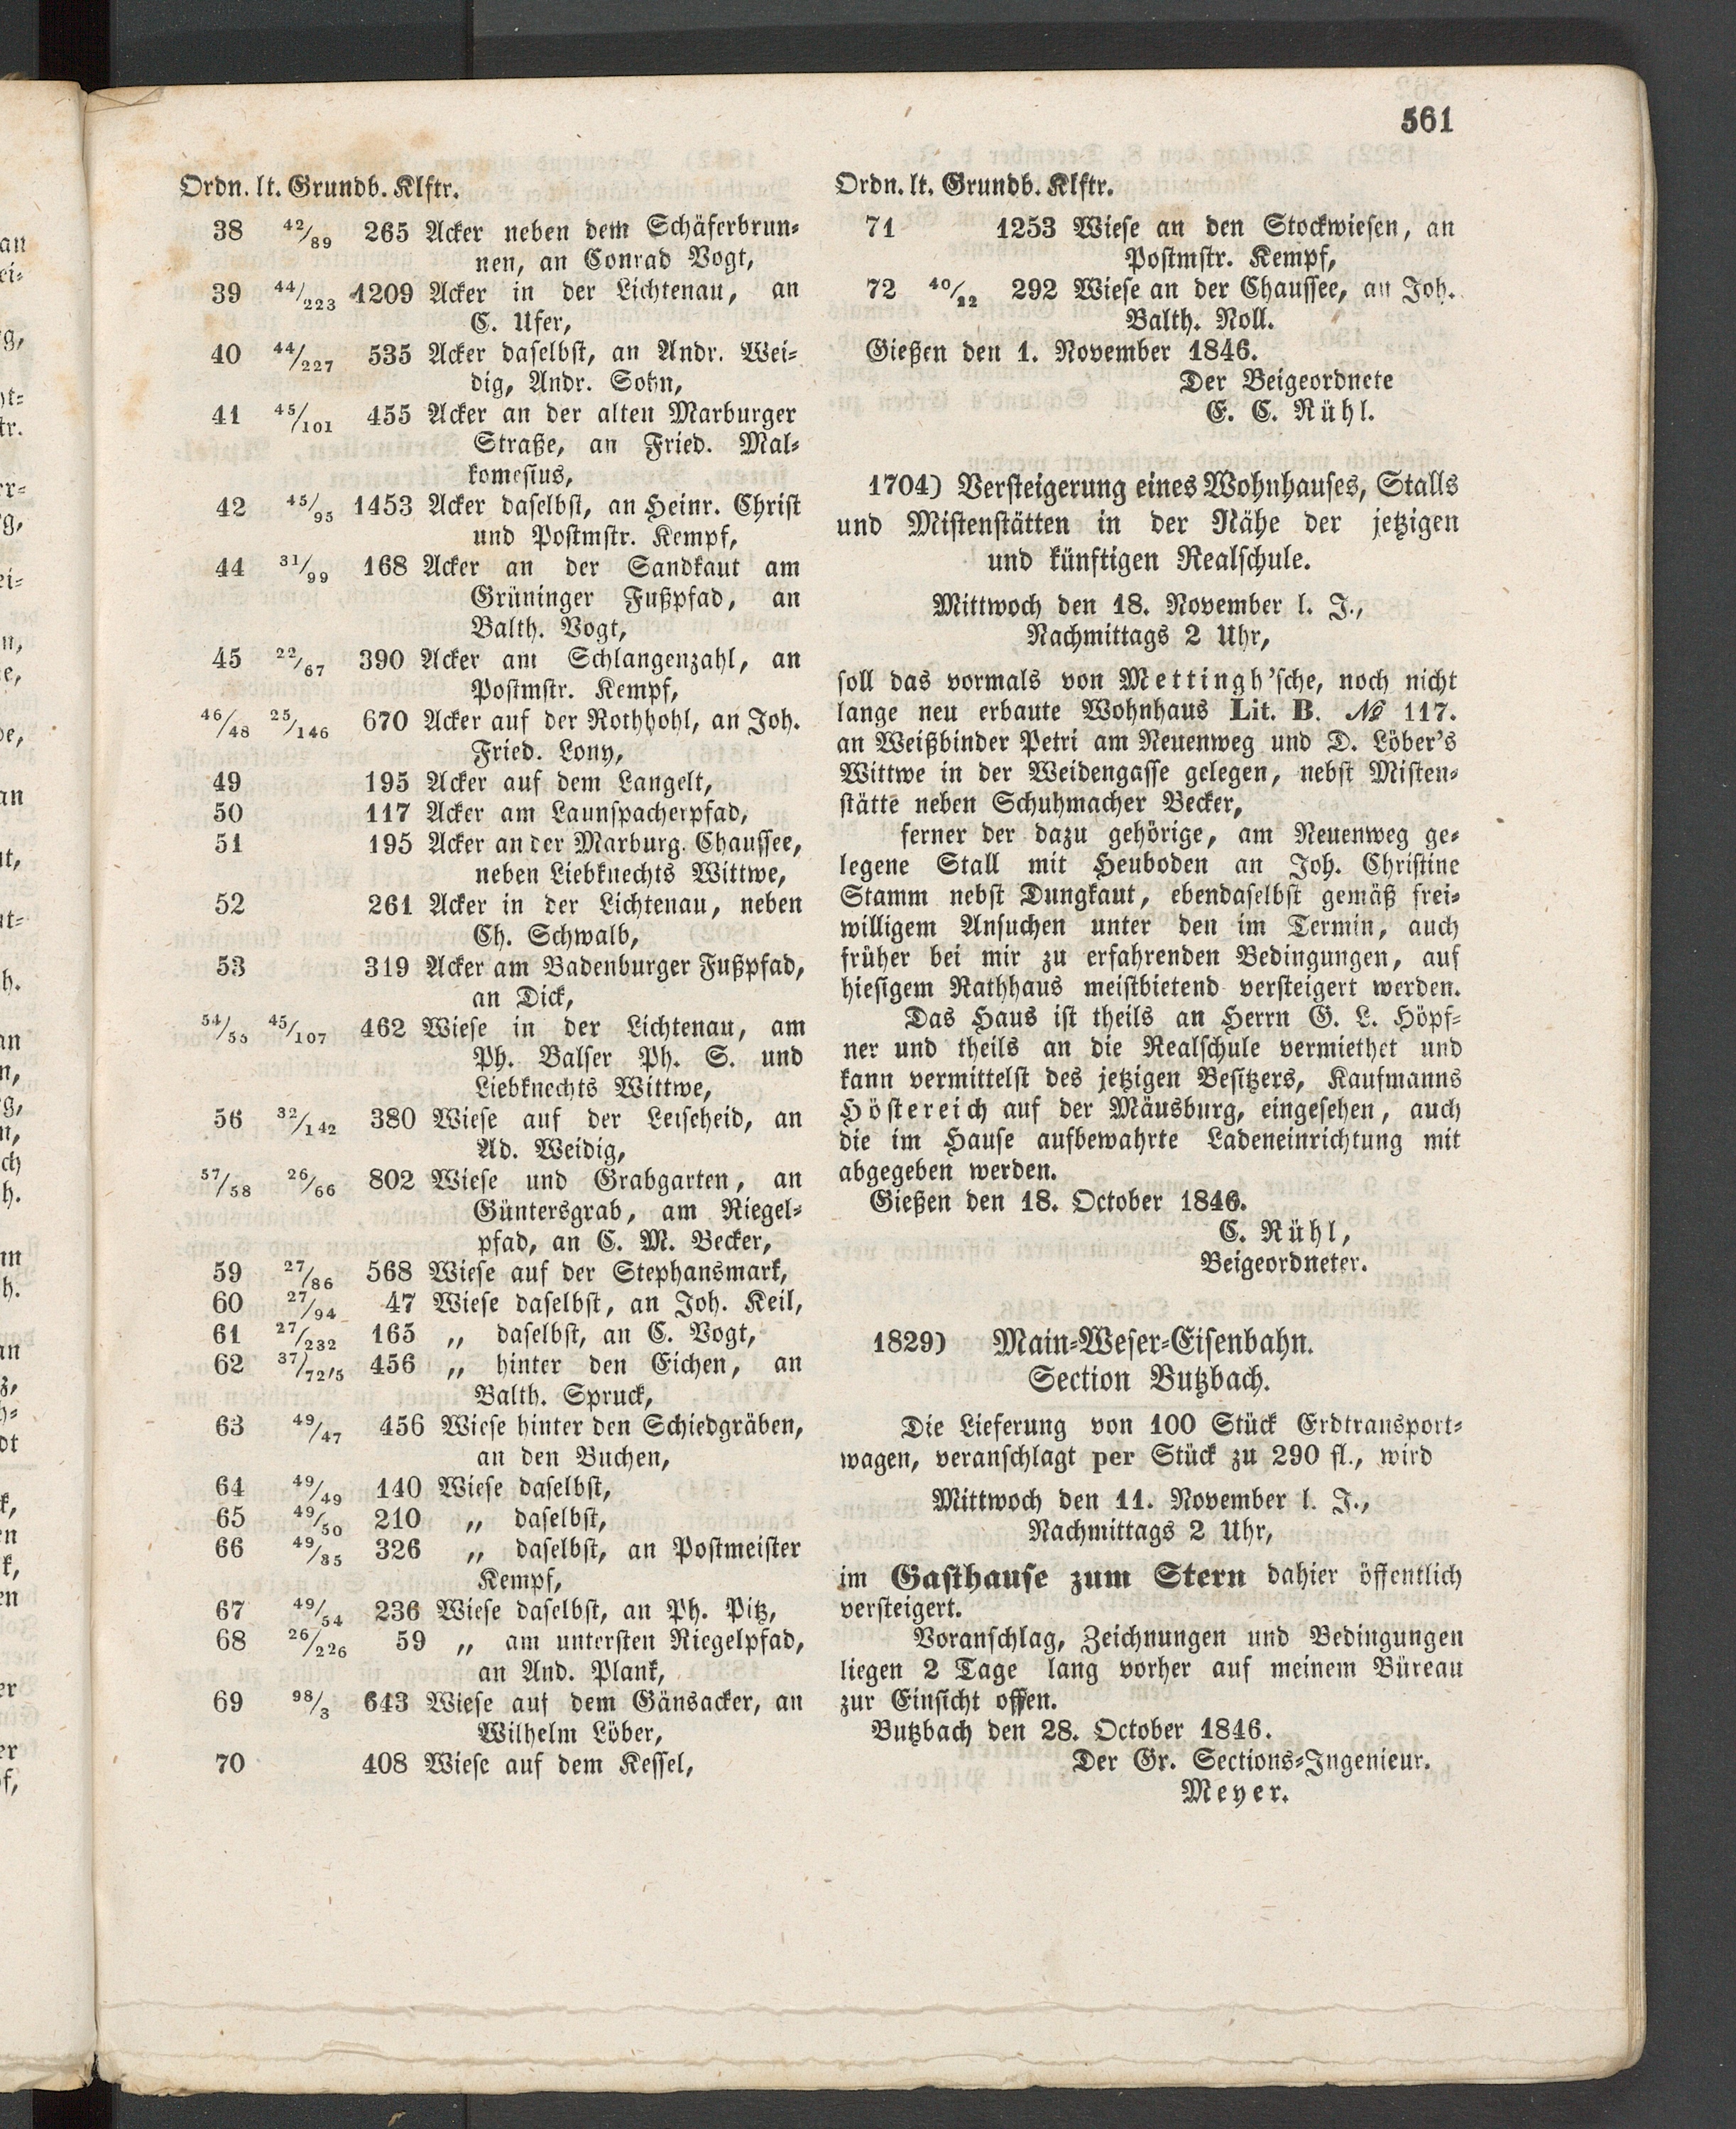 561
Ordn. lt. Grundb. Klftr.
38 42/89 265 Acker neben dem Schäferbrun-
nen, an Conrad Vogt,
39 44/223 1209 Acker in der Lichtenau, an
C. Ufer,
40 44/227 535 Acker daselbst, an Andr. Wei-
dig, Andr. Sohn,
41 45/101 455 Acker an der alten Marburger
Straße, an Fried. Mal-
komesius,
42 45/95 1453 Acker daselbst, an Heinr. Christ
und Postmstr. Kempf,
44 31/99 168 Acker an der Sandkaut am
Grüninger Fußpfad, an
Balth. Vogt,
45 22/67 390 Acker am Schlangenzahl, an
Postmstr. Kempf,
46/48 25/146 670 Acker auf der Rothhohl, an Joh.
Fried. Lony,
49 195 Acker auf dem Langelt,
50 117 Acker am Launspacherpfad,
51 195 Acker an der Marburg. Chaussee,
neben Liebknechts Wittwe,
52 261 Acker in der Lichtenau, neben
Ch. Schwalb,
53 319 Acker am Badenburger Fußpfad,
an Dick,
54/55 45/107 462 Wiese in der Lichtenau, am
Ph. Balser Ph. S. und
Liebknechts Wittwe,
56 32/142 380 Wiese auf der Leischeid, an
Ad. Weidig,
57/58 26/66 802 Wiese und Grabgarten, an
Güntersgrab, am Riegel-
pfad, an C. M. Becker,
59 27/86 568 Wiese auf der Stephansmark,
60 27/94 47 Wiese daselbst, an Joh. Keil,
61 27/232 165 „ daselbst, an C. Vogt,
62 37/72,5 456 „ hinter den Eichen, an
Balth. Spruck,
63 49/47 456 Wiese hinter den Schiedgräben,
an den Buchen,
64 49/49 140 Wiese daselbst,
65 49/50 210 „ daselbst,
66 49/85 326 „ daselbst, an Postmeister
Kempf,
67 49/54 236 Wiese daselbst, an Ph. Pitz,
68 26/226 59 „ am untersten Riegelpfad,
an And. Plank,
69 98/3 643 Wiese auf dem Gänsacker, an
Wilhelm Löber,
70 408 Wiese auf dem Kessel,
Ordn. lt. Grundb. Klftr.
71 1253 Wiese an den Stockwiesen, an
Postmstr. Kempf,
72 40/22 292 Wiese an der Chaussee, an Joh.
Balth. Noll.
Gießen den 1. November 1846.
Der Beigeordnete
E. C. Rühl.
1704) Versteigerung eines Wohnhauses, Stalls
und Mistenstätten in der Nähe der jetzigen
und künftigen Realschule.
Mittwoch den 18. November l. J.,
Nachmittags 2 Uhr,
soll das vormals von Mettingh'sche, noch nicht
lange neu erbaute Wohnhaus Lit. B. № 117.
an Weißbinder Petri am Neuenweg und D. Löber's
Wittwe in der Weidengasse gelegen, nebst Misten-
stätte neben Schuhmacher Becker,
ferner der dazu gehörige, am Neuenweg ge-
legene Stall mit Heuboden an Joh. Christine
Stamm nebst Dungkaut, ebendaselbst gemäß frei-
willigem Ansuchen unter den im Termin, auch
früher bei mir zu erfahrenden Bedingungen, auf
hiesigem Rathhaus meistbietend versteigert werden.
Das Haus ist theils an Herrn G. L. Höpf-
ner und theils an die Realschule vermiethet und
kann vermittelst des jetzigen Besitzers, Kaufmanns
Höstereich auf der Mäusburg, eingesehen, auch
die im Hause aufbewahrte Ladeneinrichtung mit
abgegeben werden.
Gießen den 18. October 1846.
C. Rühl,
Beigeordneter.
1829) Main-Weser-Eisenbahn.
Section Butzbach.
Die Lieferung von 100 Stück Erdtransport-
wagen, veranschlagt per Stück zu 290 fl., wird
Mittwoch den 11. November l. J.,
Nachmittags 2 Uhr,
im Gasthause zum Stern dahier öffentlich
versteigert.
Voranschlag, Zeichnungen und Bedingungen
liegen 2 Tage lang vorher auf meinem Büreau
zur Einsicht offen.
Butzbach den 28. October 1846.
Der Gr. Sections-Ingenieur.
Meyer.